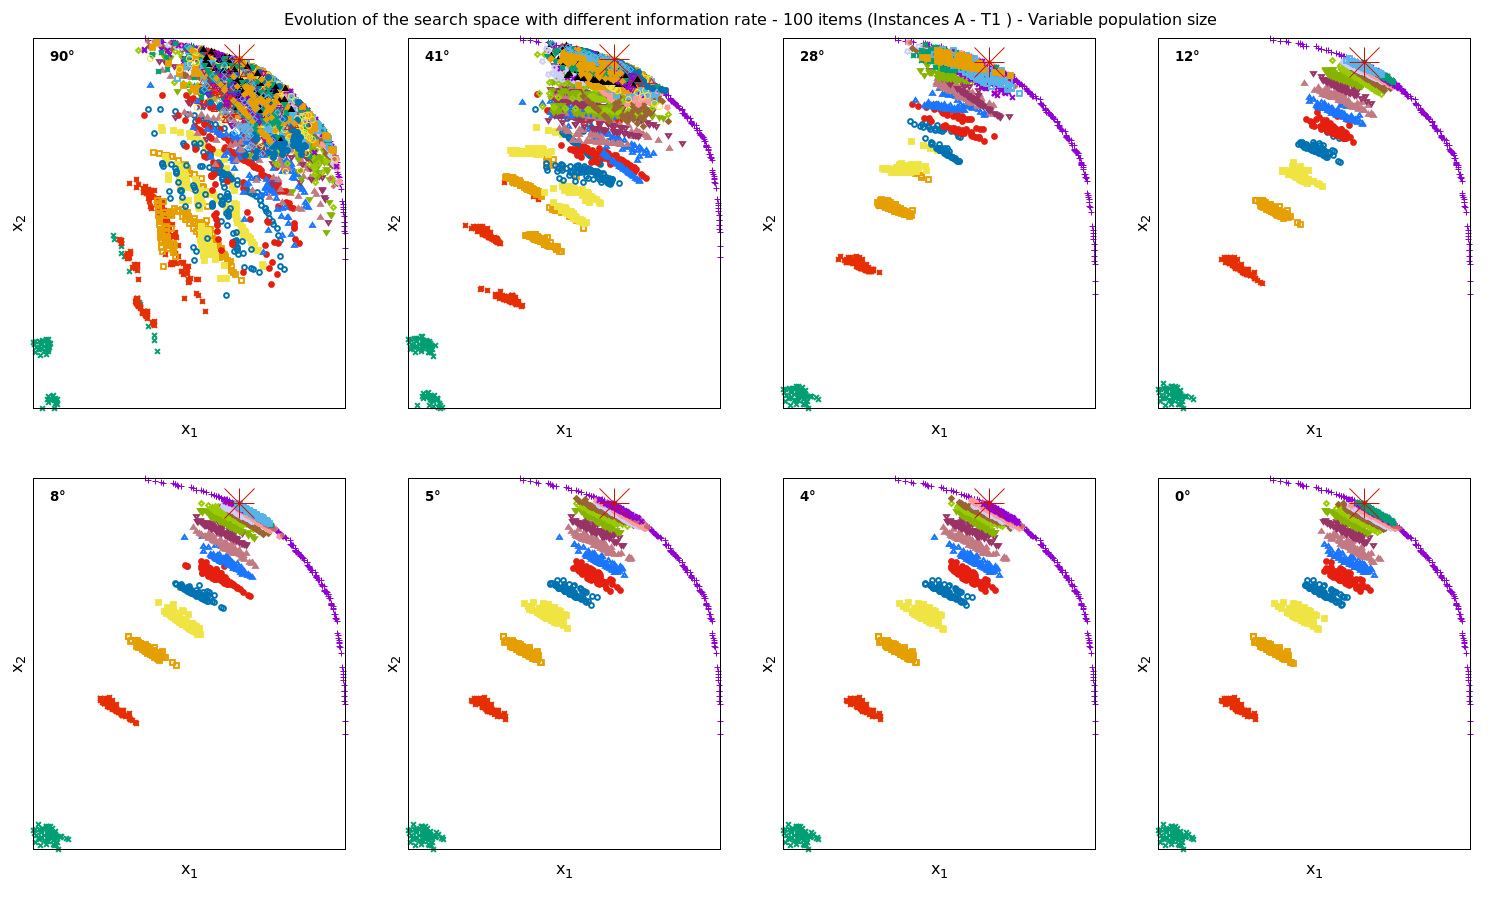 Evolution of the search space with different information rate - 100 items (Instances A - T1 ) - Variable population size
90° 41° 28° 12°
x₂ x₂ x₂ x₂
x₁ x₁ x₁ x₁
8° 5° 4° 0°
x₂ x₂ x₂ x₂
x₁ x₁ x₁ x₁